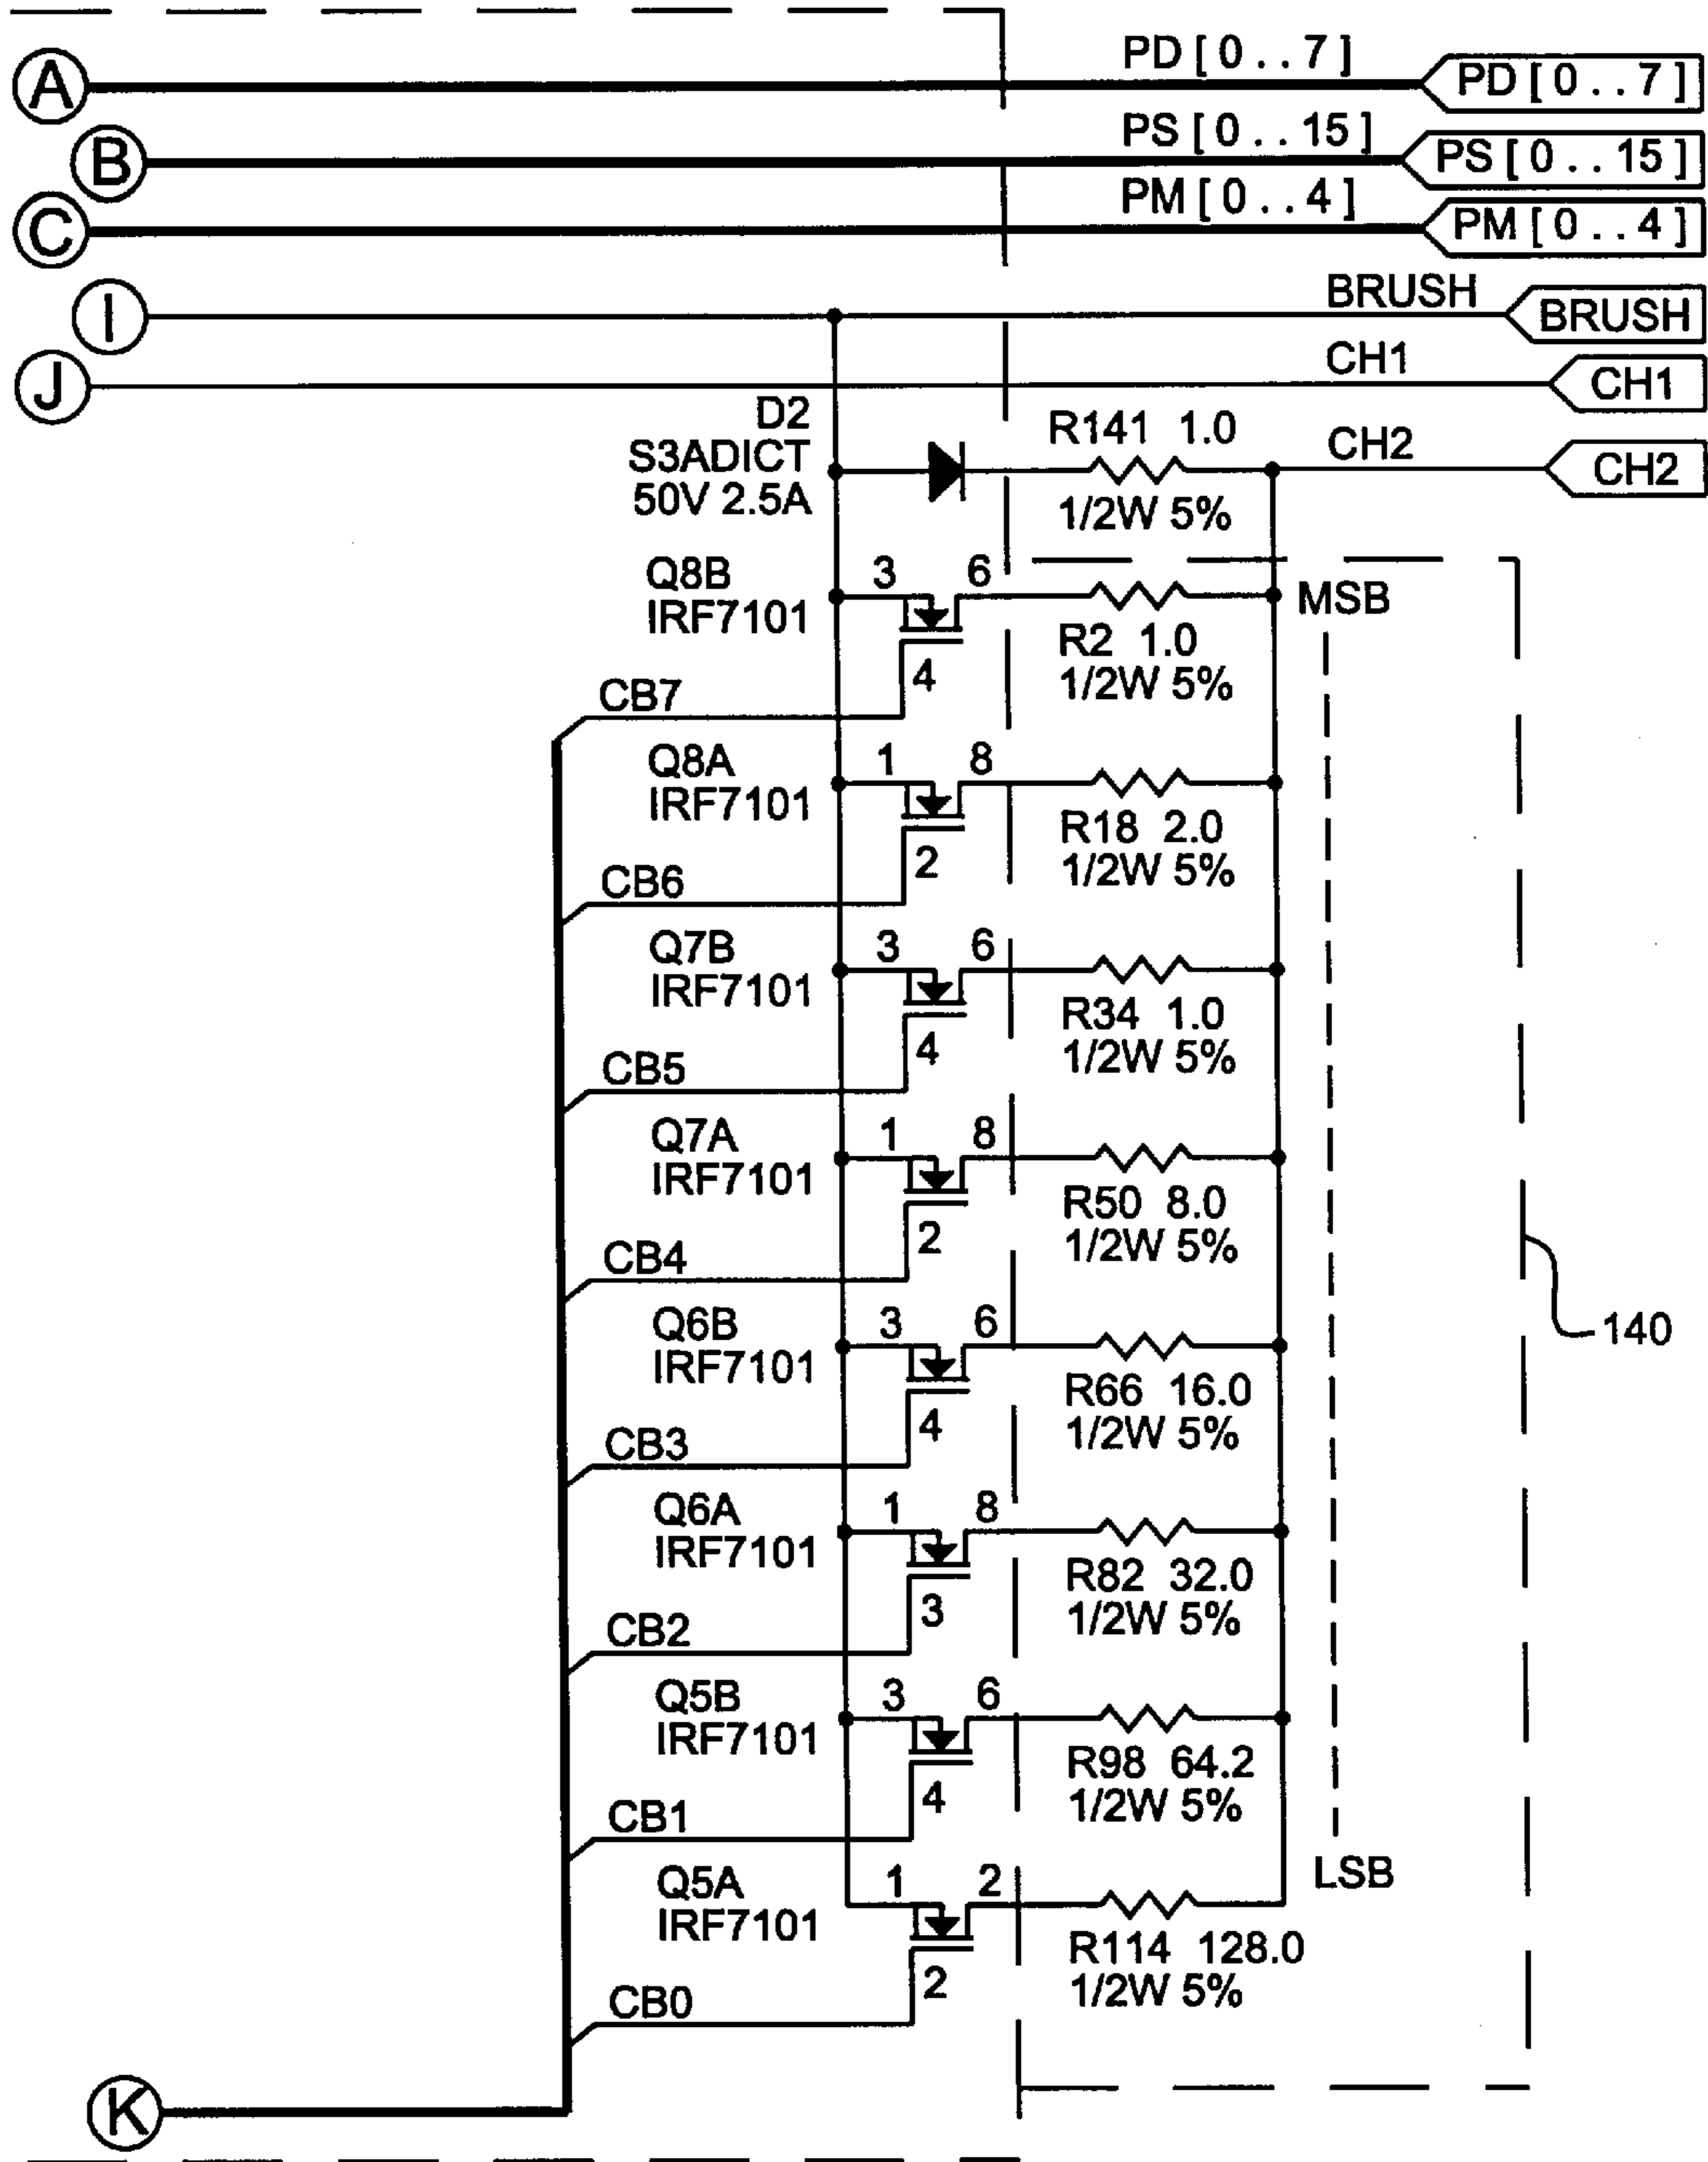 A
PD [ 0 . . 7 ]
PD [ 0 . . 7 ]
B
PS [ 0 . . 15 ]
PS [ 0 . . 15 ]
C
PM [ 0 . . 4 ]
PM [ 0 . . 4 ]
I
BRUSH
BRUSH
J
CH1
CH1
D2
S3ADICT
50V 2.5A
R141 1.0
1/2W 5%
CH2
CH2
Q8B
IRF7101
3
6
4
R2 1.0
1/2W 5%
MSB
CB7
Q8A
IRF7101
1
8
2
R18 2.0
1/2W 5%
CB6
Q7B
IRF7101
3
6
4
R34 1.0
1/2W 5%
CB5
Q7A
IRF7101
1
8
2
R50 8.0
1/2W 5%
CB4
140
Q6B
IRF7101
3
6
4
R66 16.0
1/2W 5%
CB3
Q6A
IRF7101
1
8
3
R82 32.0
1/2W 5%
CB2
Q5B
IRF7101
3
6
4
R98 64.2
1/2W 5%
CB1
LSB
Q5A
IRF7101
1
2
2
R114 128.0
1/2W 5%
CB0
K